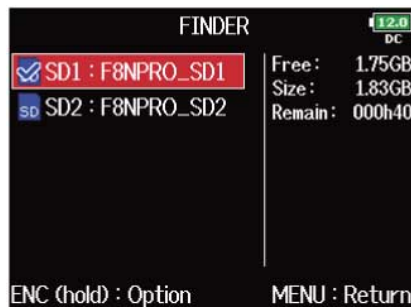 FINDER
12.0
DC
SD1 : F8NPRO_SD1
SD SD2 : F8NPRO_SD2
Free : 1.75GB
Size : 1.83GB
Remain : 000h40
ENC (hold) : Option
MENU : Return